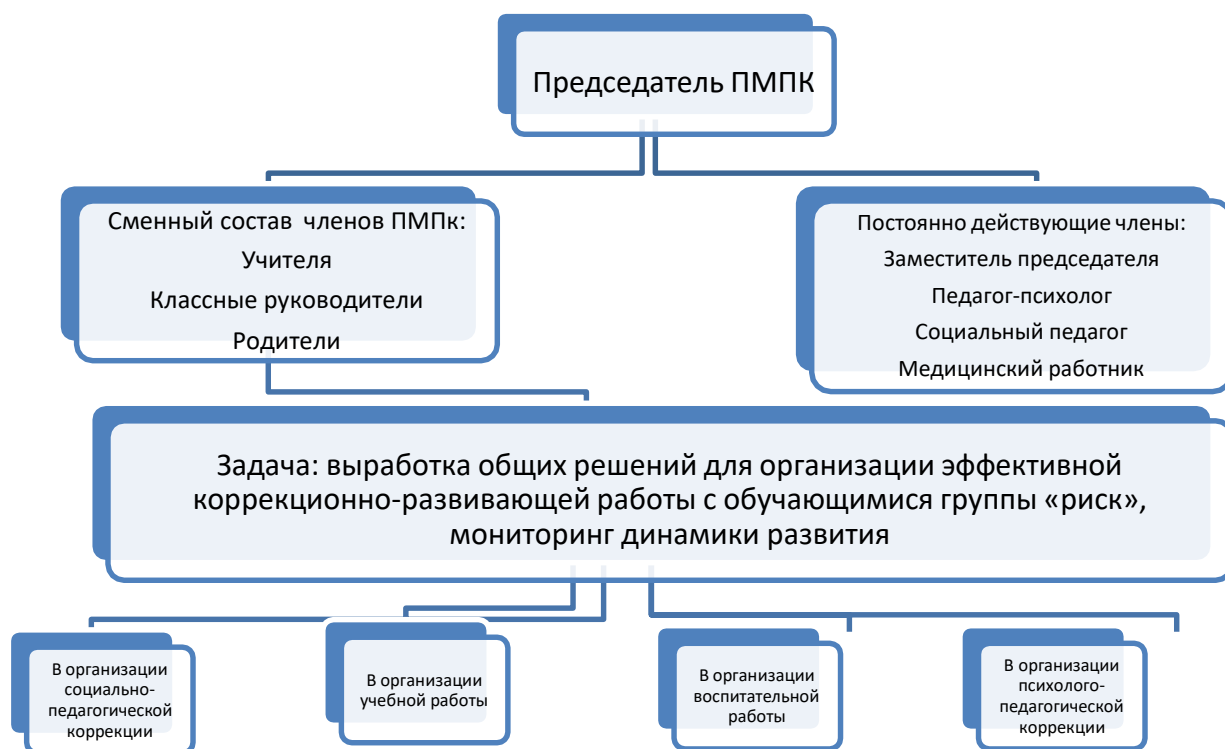 Председатель ПМПК
Сменный состав членов ПМПк:
Учителя
Классные руководители
Родители
Постоянно действующие члены:
Заместитель председателя
Педагог-психолог
Социальный педагог
Медицинский работник
Задача: выработка общих решений для организации эффективной
коррекционно-развивающей работы с обучающимися группы «риск»,
мониторинг динамики развития
В организации
социально-
педагогической
коррекции
В организации
учебной работы
В организации
воспитательной
работы
В организации
психолого-
педагогической
коррекции